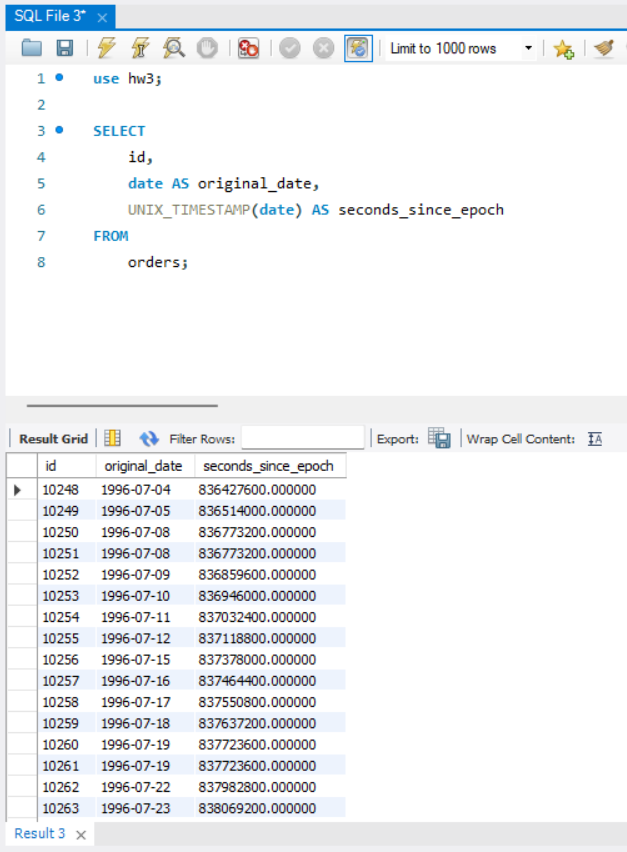 SQL File 3*
Limit to 1000 rows
1 use hw3;
2
3 SELECT
4 id,
5 date AS original_date,
6 UNIX_TIMESTAMP(date) AS seconds_since_epoch
7 FROM
8 orders;
Result Grid Filter Rows: Export: Wrap Cell Content: IA
id original_date seconds_since_epoch
10248 1996-07-04 836427600.000000
10249 1996-07-05 836514000.000000
10250 1996-07-08 836773200.000000
10251 1996-07-08 836773200.000000
10252 1996-07-09 836859600.000000
10253 1996-07-10 836946000.000000
10254 1996-07-11 837032400.000000
10255 1996-07-12 837118800.000000
10256 1996-07-15 837378000.000000
10257 1996-07-16 837464400.000000
10258 1996-07-17 837550800.000000
10259 1996-07-18 837637200.000000
10260 1996-07-19 837723600.000000
10261 1996-07-19 837723600.000000
10262 1996-07-22 837982800.000000
10263 1996-07-23 838069200.000000
Result 3